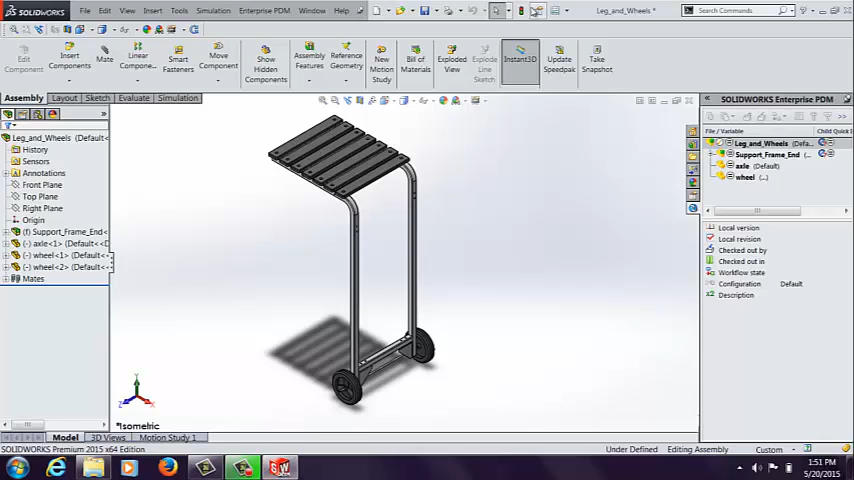 SOLIDWORKS File Edit View Insert Tools Simulation Enterprise PDM Window Help Leg_and_Wheels * Search Commands
Edit Component
Insert Components
Mate
Linear Compone...
Smart Fasteners
Move Component
Show Hidden Components
Assembly Features
Reference Geometry
New Motion Study
Bill of Materials
Exploded View
Explode Line Sketch
Instant3D
Update Speedpak
Take Snapshot
Assembly Layout Sketch Evaluate Simulation
Leg_and_Wheels (Default<
History
Sensors
Annotations
Front Plane
Top Plane
Right Plane
Origin
(f) Support_Frame_End<
(-) axle<1> (Default<<D
(-) wheel<1> (Default<<
(-) wheel<2> (Default<<
Mates
Y
Z
X
*Isometric
SOLIDWORKS Enterprise PDM
File / Variable Child Quick
Leg_and_Wheels (Defa...
Support_Frame_End (...
axle (Default)
wheel (...)
Local version
Local revision
Checked out by
Checked out in
Workflow state
Configuration Default
Description
Model 3D Views Motion Study 1
SOLIDWORKS Premium 2015 x64 Edition Under Defined Editing Assembly Custom
1:51 PM
5/20/2015